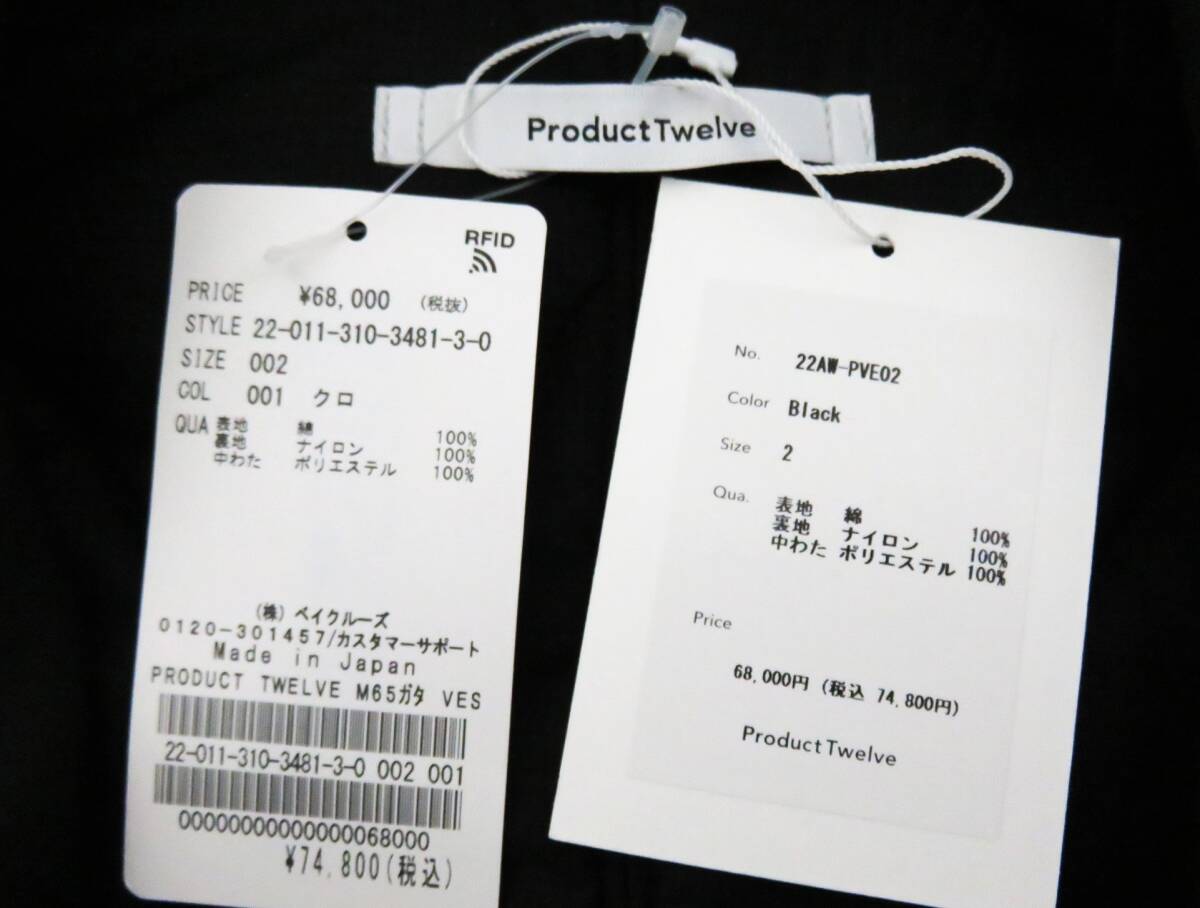 ProductTwelve
RFID
PRICE ¥68,000 (税抜)
STYLE 22-011-310-3481-3-0
SIZE 002
COL 001 クロ
QUA 表地 綿 100%
裏地 ナイロン 100%
中わた ポリエステル 100%
(株) ベイクルーズ
0120-301457/カスタマーサポート
Made in Japan
PRODUCT TWELVE M65ガタ VES
22-011-310-3481-3-0 002 001
00000000000000068000
¥74,800(税込)
No. 22AW-PVE02
Color Black
Size 2
Qua. 表地 綿 100%
裏地 ナイロン 100%
中わた ポリエステル 100%
Price
68,000円 (税込 74,800円)
ProductTwelve